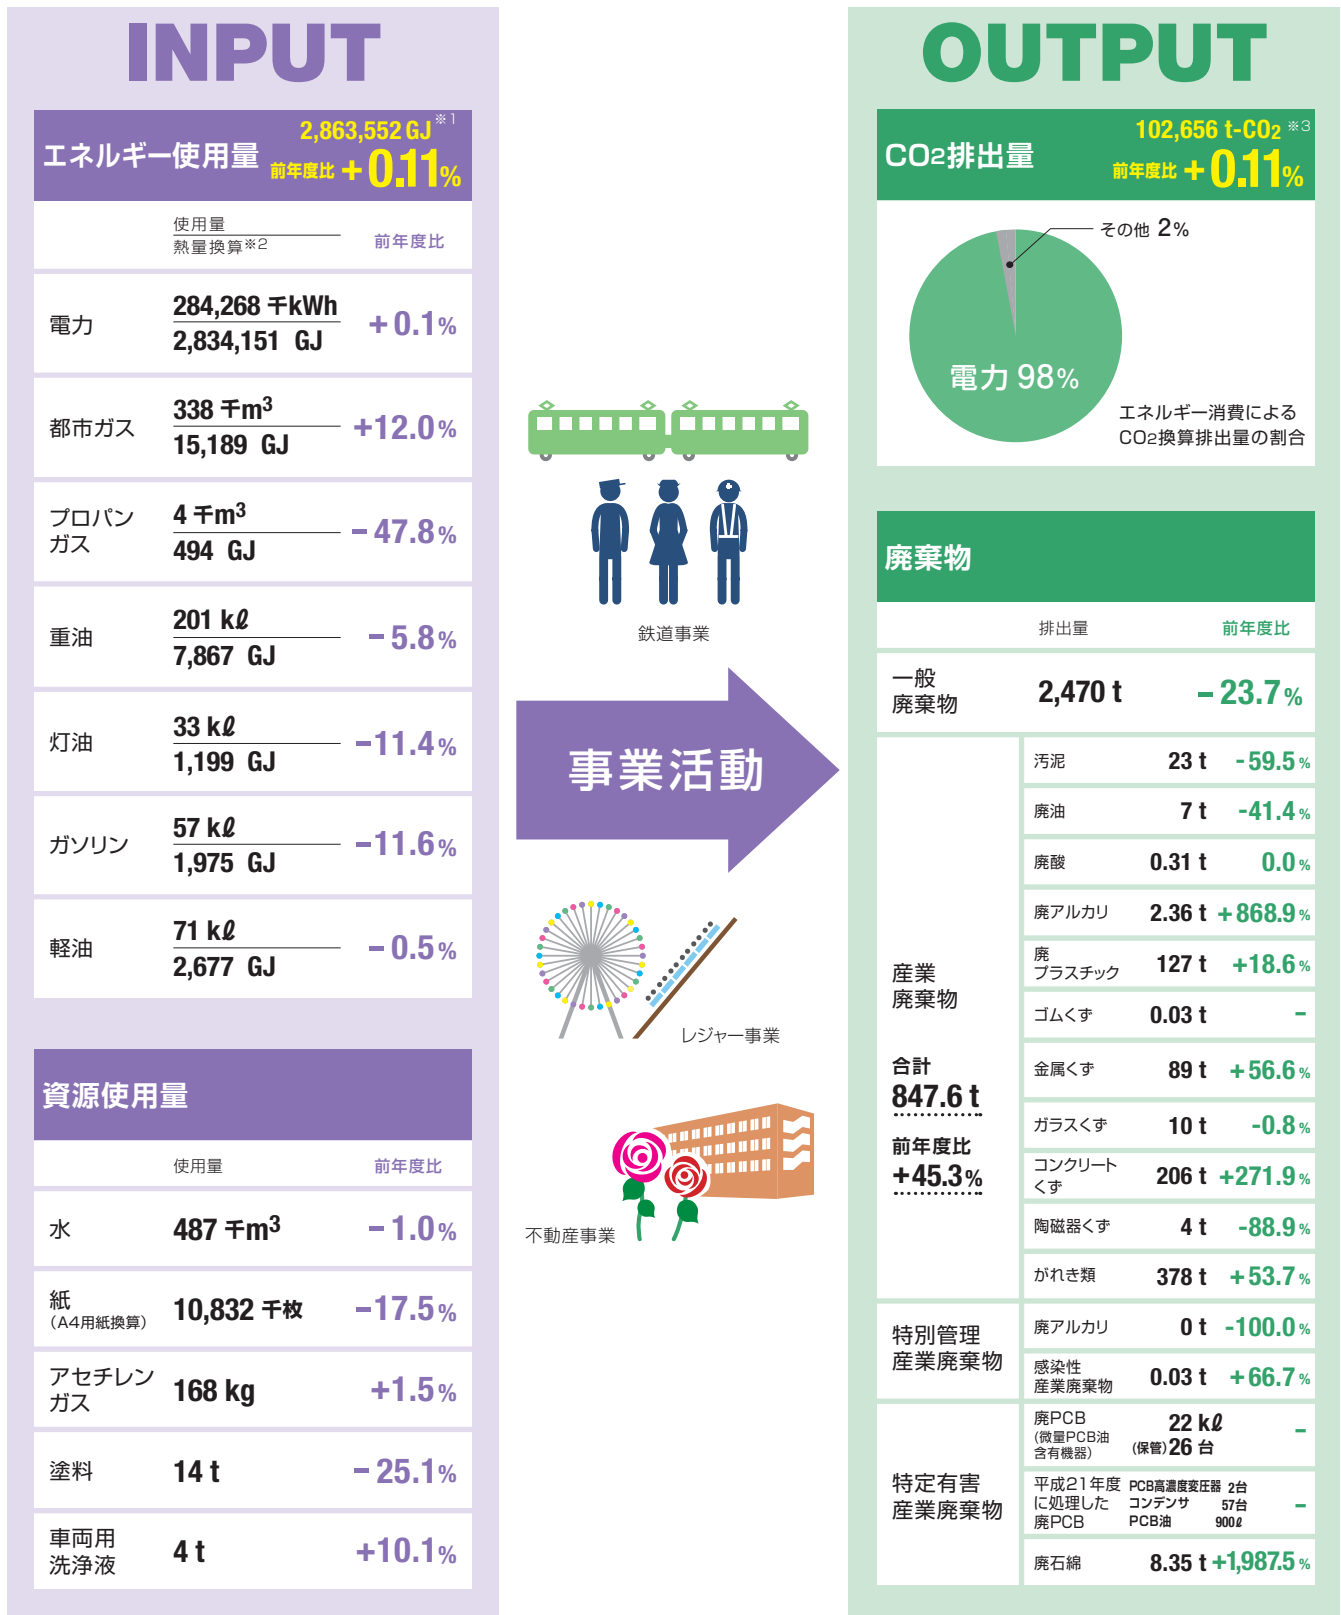 INPUT
エネルギー使用量
2,863,552 GJ※1
前年度比 +0.11%
使用量
熱量換算※2
前年度比
電力
284,268 千kWh
2,834,151 GJ
+0.1%
都市ガス
338 千m3
15,189 GJ
+12.0%
プロパン
ガス
4 千m3
494 GJ
−47.8%
重油
201 kℓ
7,867 GJ
−5.8%
灯油
33 kℓ
1,199 GJ
−11.4%
ガソリン
57 kℓ
1,975 GJ
−11.6%
軽油
71 kℓ
2,677 GJ
−0.5%
資源使用量
使用量
前年度比
水
487 千m3
−1.0%
紙
（A4用紙換算）
10,832 千枚
−17.5%
アセチレン
ガス
168 kg
+1.5%
塗料
14 t
−25.1%
車両用
洗浄液
4 t
+10.1%
鉄道事業
事業活動
レジャー事業
不動産事業
OUTPUT
CO2排出量
102,656 t-CO2 ※3
前年度比 +0.11%
その他 2%
電力 98%
エネルギー消費による
CO2換算排出量の割合
廃棄物
排出量
前年度比
一般
廃棄物
2,470 t
−23.7%
産業
廃棄物
合計
847.6 t
前年度比
+45.3%
汚泥
23 t
-59.5%
廃油
7 t
-41.4%
廃酸
0.31 t
0.0%
廃アルカリ
2.36 t
+868.9%
廃
プラスチック
127 t
+18.6%
ゴムくず
0.03 t
−
金属くず
89 t
+56.6%
ガラスくず
10 t
-0.8%
コンクリート
くず
206 t
+271.9%
陶磁器くず
4 t
-88.9%
がれき類
378 t
+53.7%
特別管理
産業廃棄物
廃アルカリ
0 t
-100.0%
感染性
産業廃棄物
0.03 t
+66.7%
特定有害
産業廃棄物
廃PCB
（微量PCB油
含有機器）
22 kℓ
（保管）26 台
−
平成21年度
に処理した
廃PCB
PCB高濃度変圧器 2台
コンデンサ 57台
PCB油 900ℓ
−
廃石綿
8.35 t
+1,987.5%